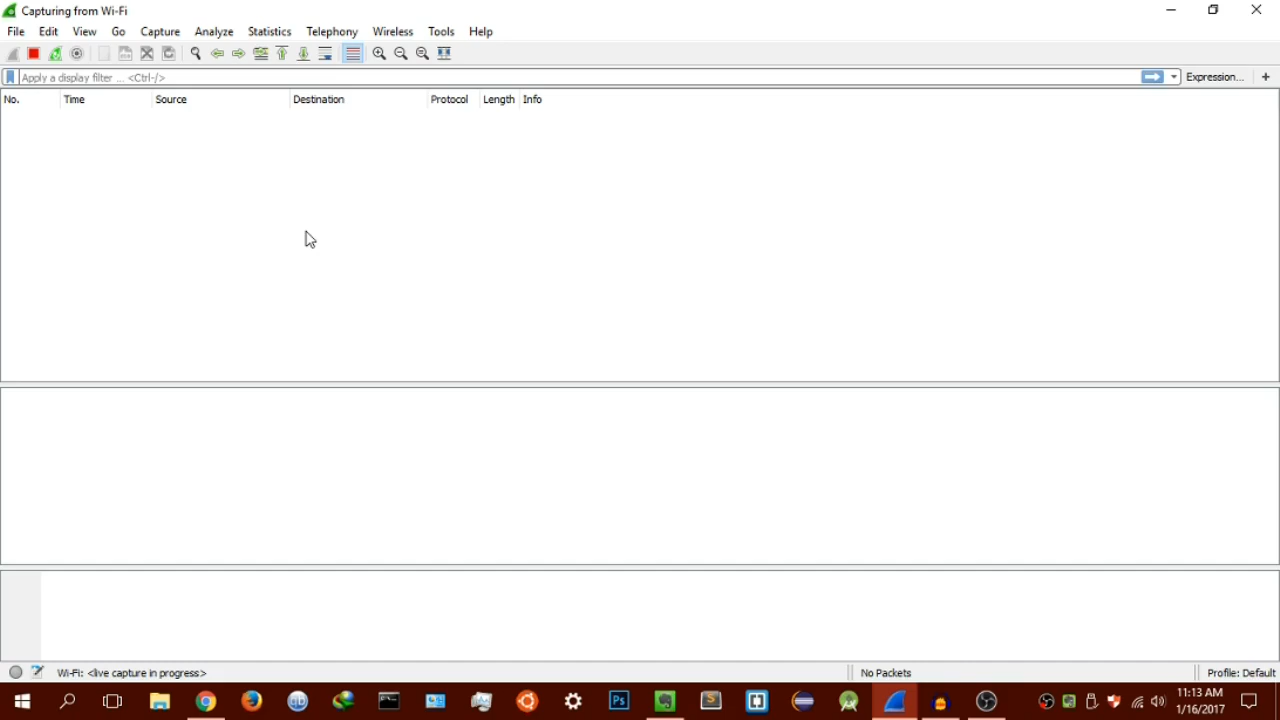 Capturing from Wi-Fi
File Edit View Go Capture Analyze Statistics Telephony Wireless Tools Help
Apply a display filter ... <Ctrl-/>
Expression... +
No. Time Source Destination Protocol Length Info
Wi-Fi: <live capture in progress>
No Packets
Profile: Default
Ps
S
11:13 AM
1/16/2017